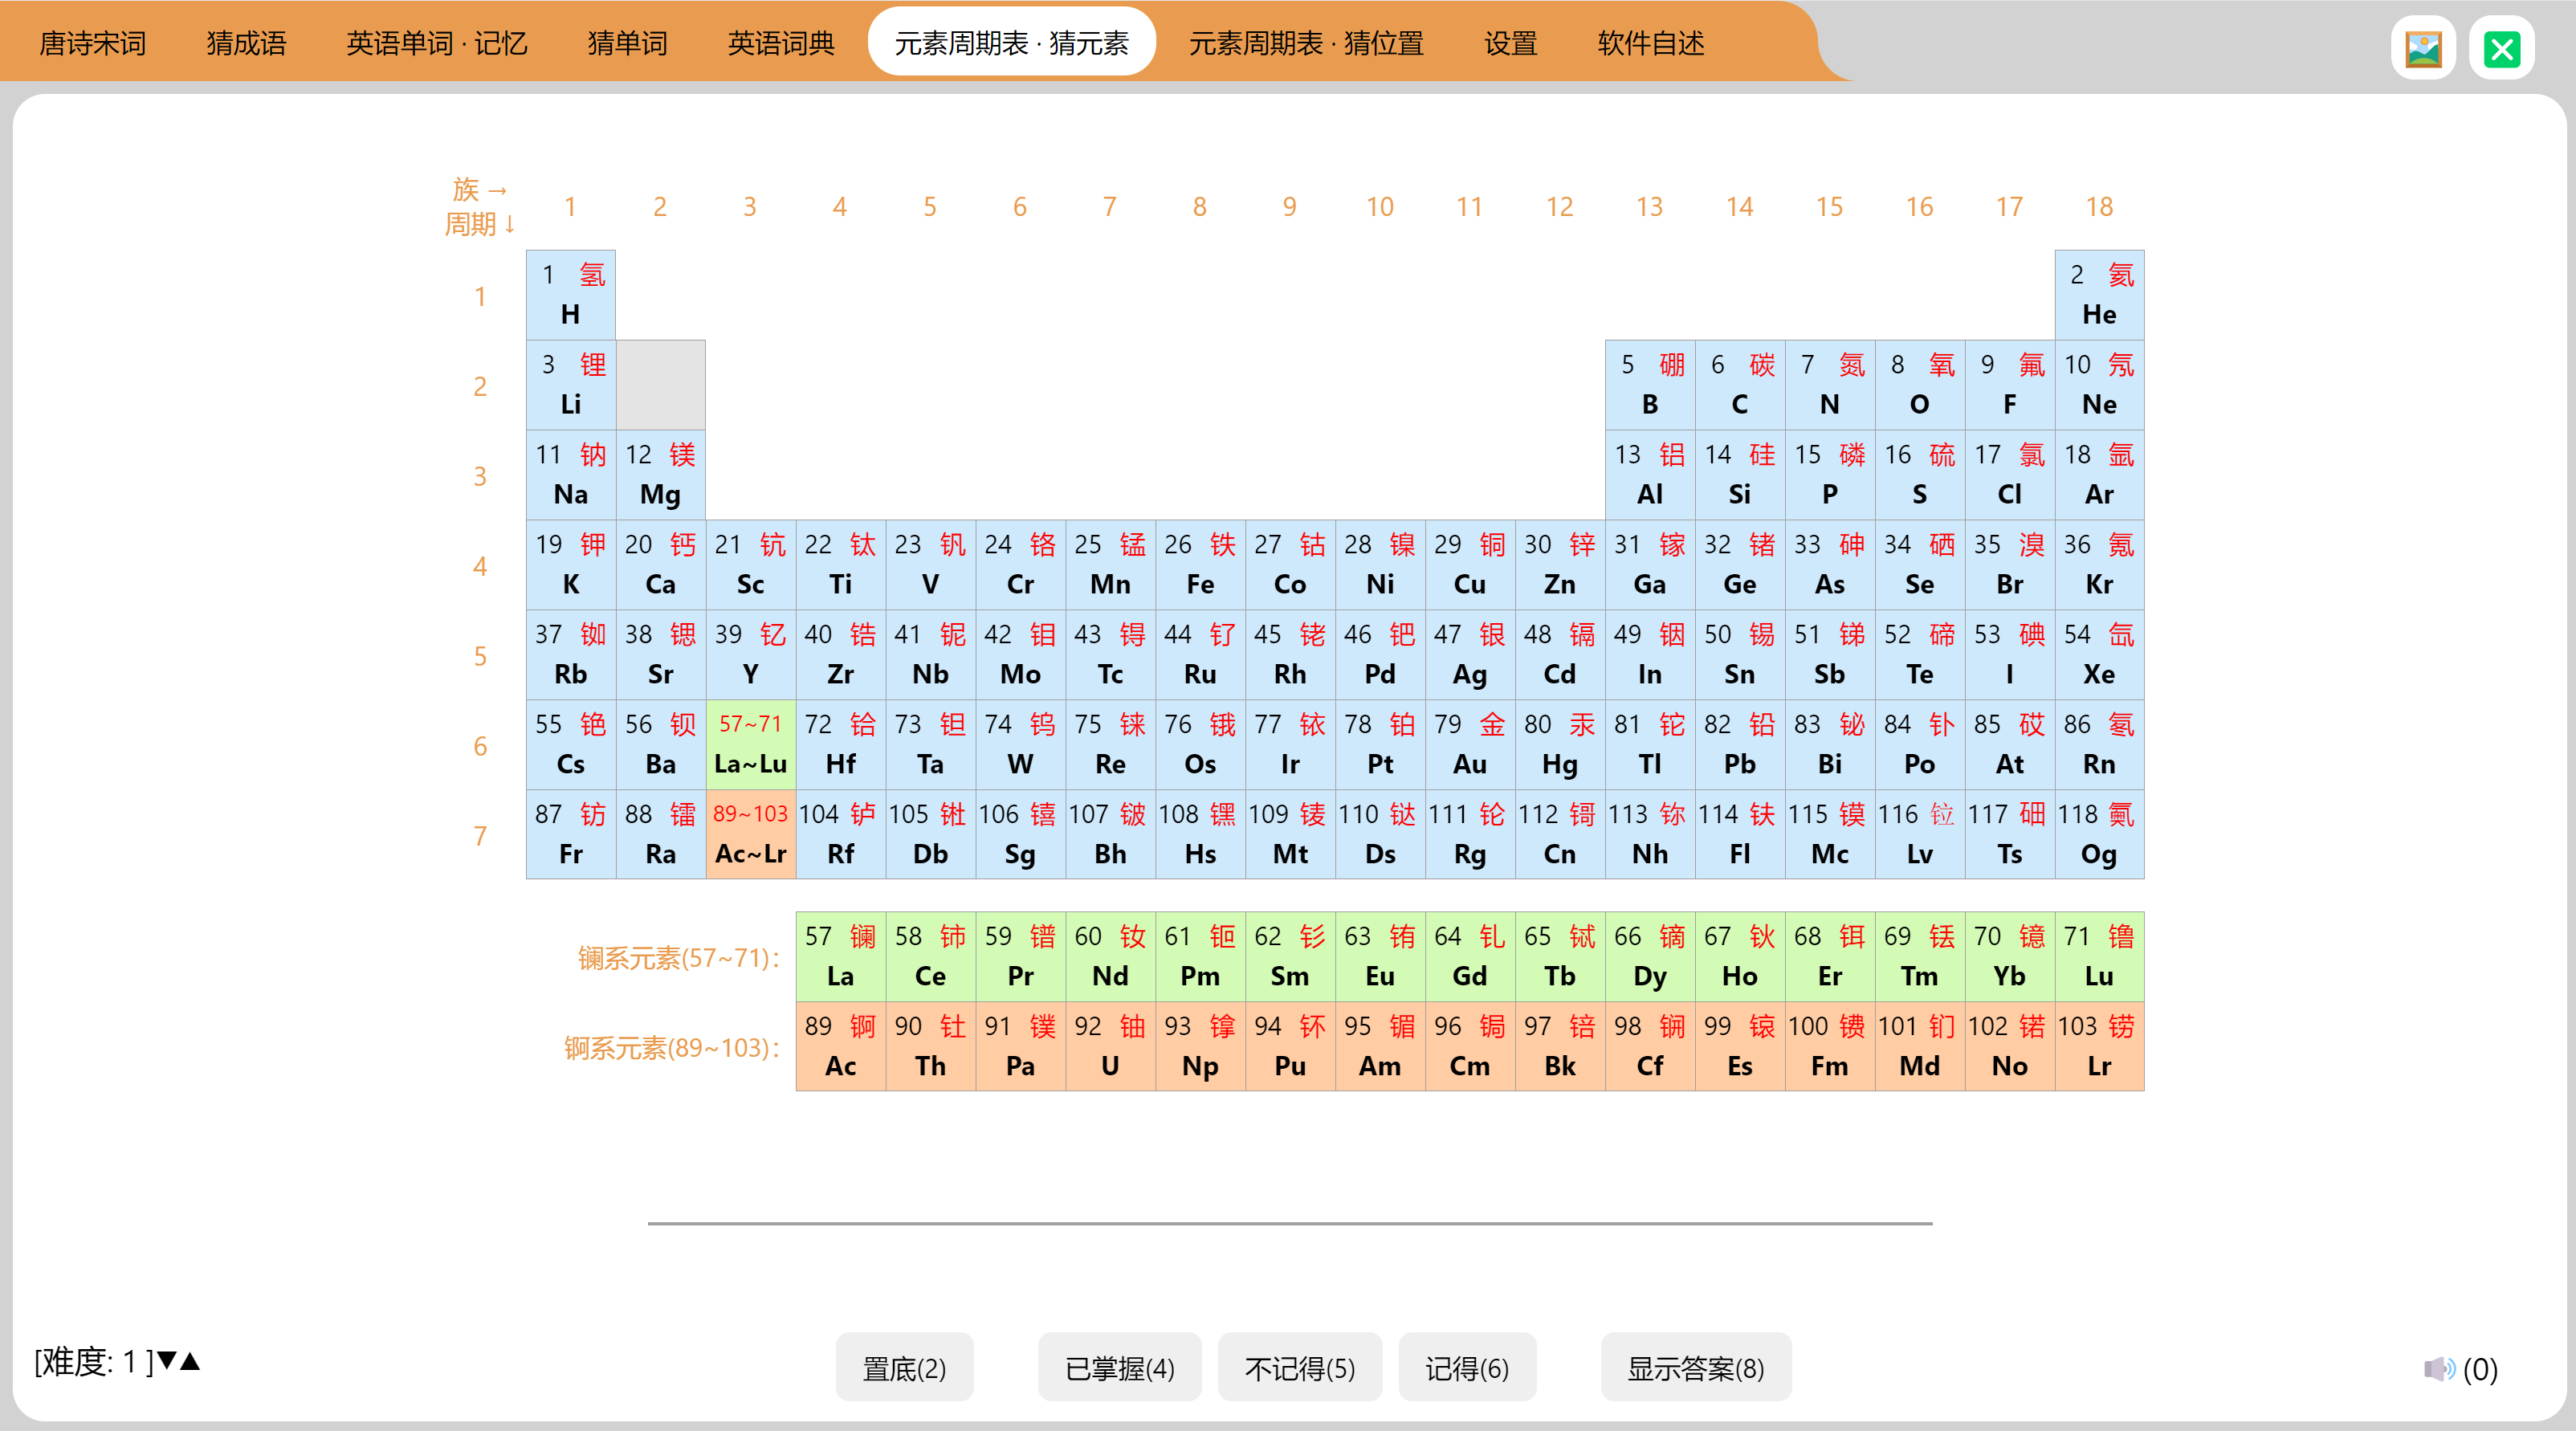 唐诗宋词 猜成语 英语单词 · 记忆 猜单词 英语词典 元素周期表 · 猜元素 元素周期表 · 猜位置 设置 软件自述
族 →
周期 ↓
1 2 3 4 5 6 7 8 9 10 11 12 13 14 15 16 17 18
1
1 氢 2 氦
H He
2
3 锂 5 硼 6 碳 7 氮 8 氧 9 氟 10 氖
Li B C N O F Ne
3
11 钠 12 镁 13 铝 14 硅 15 磷 16 硫 17 氯 18 氩
Na Mg Al Si P S Cl Ar
4
19 钾 20 钙 21 钪 22 钛 23 钒 24 铬 25 锰 26 铁 27 钴 28 镍 29 铜 30 锌 31 镓 32 锗 33 砷 34 硒 35 溴 36 氪
K Ca Sc Ti V Cr Mn Fe Co Ni Cu Zn Ga Ge As Se Br Kr
5
37 铷 38 锶 39 钇 40 锆 41 铌 42 钼 43 锝 44 钌 45 铑 46 钯 47 银 48 镉 49 铟 50 锡 51 锑 52 碲 53 碘 54 氙
Rb Sr Y Zr Nb Mo Tc Ru Rh Pd Ag Cd In Sn Sb Te I Xe
6
55 铯 56 钡 57~71 72 铪 73 钽 74 钨 75 铼 76 锇 77 铱 78 铂 79 金 80 汞 81 铊 82 铅 83 铋 84 钋 85 砹 86 氡
Cs Ba La~Lu Hf Ta W Re Os Ir Pt Au Hg Tl Pb Bi Po At Rn
7
87 钫 88 镭 89~103 104 𬬻 105 𬭊 106 𬭳 107 𬭛 108 𬭶 109 鿏 110 𫟼 111 𬬭 112 鿔 113 鿭 114 𫓧 115 镆 116 𫟷 117 鿬 118 鿫
Fr Ra Ac~Lr Rf Db Sg Bh Hs Mt Ds Rg Cn Nh Fl Mc Lv Ts Og
镧系元素(57~71)：
57 镧 58 铈 59 镨 60 钕 61 钷 62 钐 63 铕 64 钆 65 铽 66 镝 67 钬 68 铒 69 铥 70 镱 71 镥
La Ce Pr Nd Pm Sm Eu Gd Tb Dy Ho Er Tm Yb Lu
锕系元素(89~103)：
89 锕 90 钍 91 镤 92 铀 93 镎 94 钚 95 镅 96 锔 97 锫 98 锎 99 锿 100 镄 101 钔 102 锘 103 铹
Ac Th Pa U Np Pu Am Cm Bk Cf Es Fm Md No Lr
[难度: 1 ]▼▲
置底(2) 已掌握(4) 不记得(5) 记得(6) 显示答案(8)
(0)